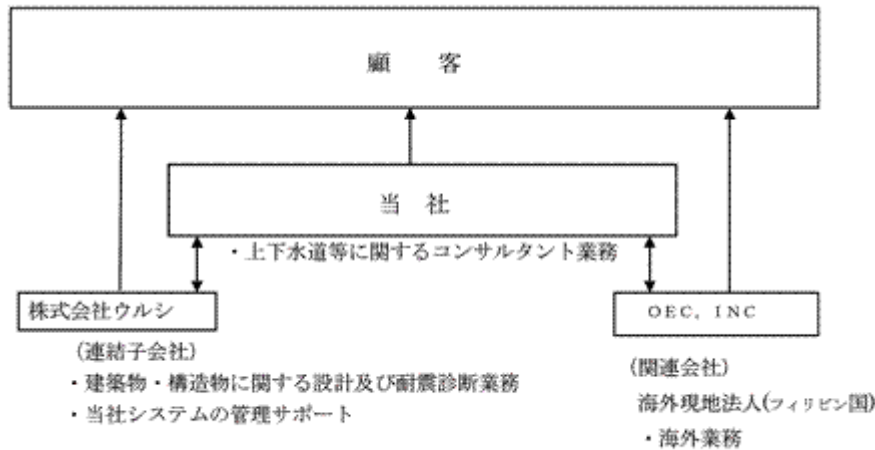 顧　客
当　社
・上下水道等に関するコンサルタント業務
株式会社ウルシ
ＯＥＣ，ＩＮＣ
(連結子会社)
・建築物・構造物に関する設計及び耐震診断業務
・当社システムの管理サポート
(関連会社)
海外現地法人(フィリピン国)
・海外業務